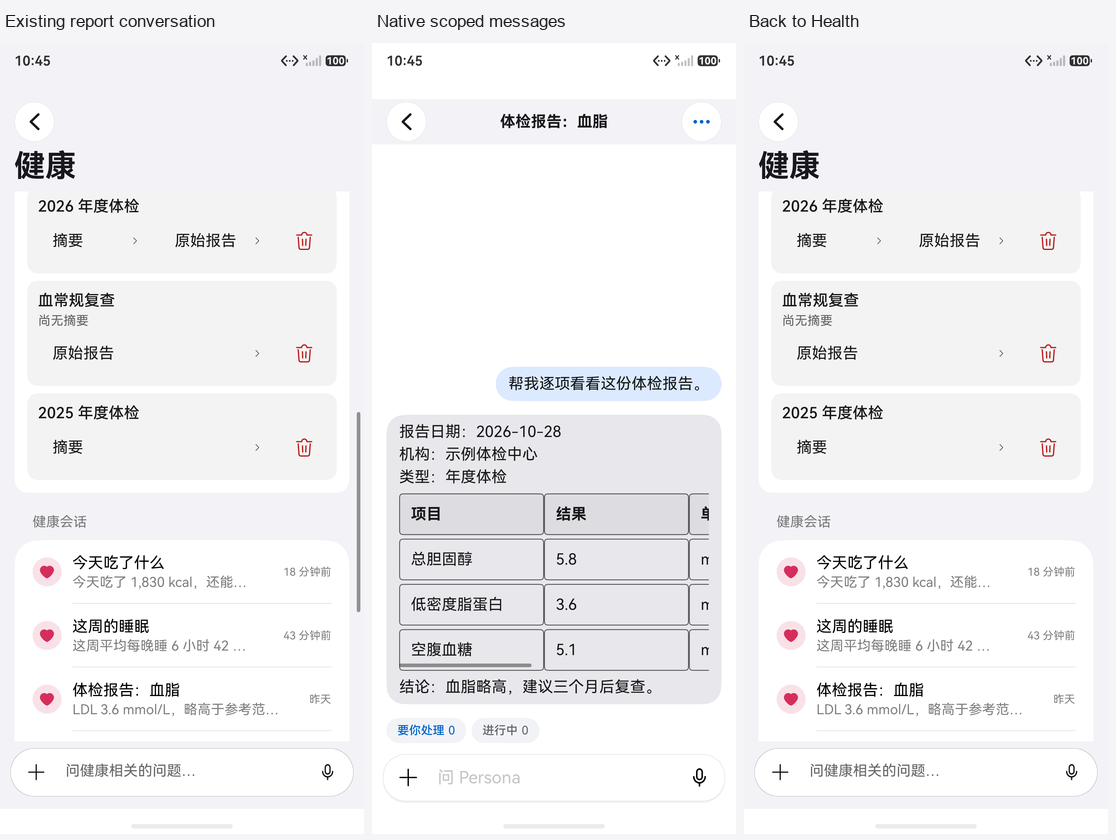 Existing report conversation
10:45
100
健康
2026 年度体检
摘要
原始报告
血常规复查
尚无摘要
原始报告
2025 年度体检
摘要
健康会话
今天吃了什么
18 分钟前
今天吃了 1,830 kcal，还能…
这周的睡眠
43 分钟前
这周平均每晚睡 6 小时 42 …
体检报告：血脂
昨天
LDL 3.6 mmol/L，略高于参考范…
问健康相关的问题…
Native scoped messages
10:45
100
体检报告：血脂
帮我逐项看看这份体检报告。
报告日期：2026-10-28
机构：示例体检中心
类型：年度体检
项目 结果
总胆固醇 5.8
低密度脂蛋白 3.6
空腹血糖 5.1
结论：血脂略高，建议三个月后复查。
要你处理 0 进行中 0
问 Persona
Back to Health
10:45
100
健康
2026 年度体检
摘要
原始报告
血常规复查
尚无摘要
原始报告
2025 年度体检
摘要
健康会话
今天吃了什么
18 分钟前
今天吃了 1,830 kcal，还能…
这周的睡眠
43 分钟前
这周平均每晚睡 6 小时 42 …
体检报告：血脂
昨天
LDL 3.6 mmol/L，略高于参考范…
问健康相关的问题…